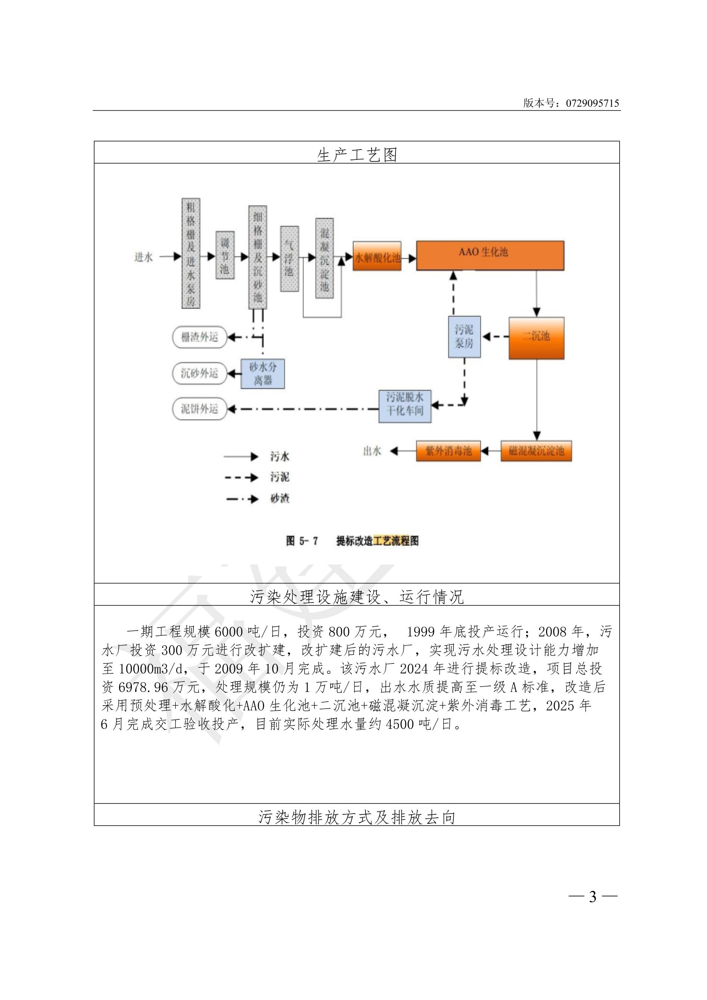 版本号：0729095715
生产工艺图
进水
粗格栅及进水泵房
调节池
细格栅及沉砂池
气浮池
混凝沉淀池
水解酸化池
AAO 生化池
栅渣外运
污泥
泵房
二沉池
沉砂外运
砂水分
离器
泥饼外运
污泥脱水
干化车间
出水
紫外消毒池
磁混凝沉淀池
污水
污泥
砂渣
图 5- 7 提标改造工艺流程图
污染处理设施建设、运行情况
一期工程规模 6000 吨/日，投资 800 万元， 1999 年底投产运行；2008 年，污
水厂投资 300 万元进行改扩建，改扩建后的污水厂，实现污水处理设计能力增加
至 10000m3/d，于 2009 年 10 月完成。该污水厂 2024 年进行提标改造，项目总投
资 6978.96 万元，处理规模仍为 1 万吨/日，出水水质提高至一级 A 标准，改造后
采用预处理+水解酸化+AAO 生化池+二沉池+磁混凝沉淀+紫外消毒工艺，2025 年
6 月完成交工验收投产，目前实际处理水量约 4500 吨/日。
污染物排放方式及排放去向
— 3 —